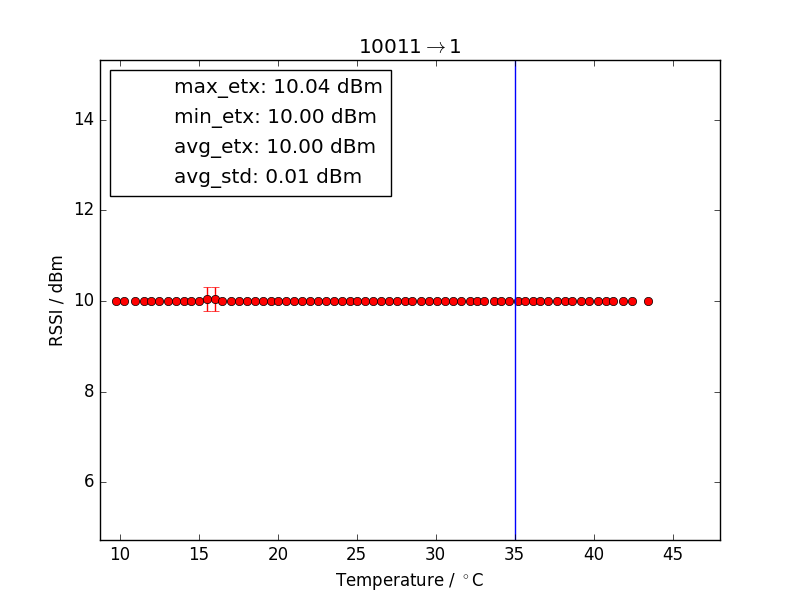 10011→1
max_etx: 10.04 dBm
min_etx: 10.00 dBm
avg_etx: 10.00 dBm
avg_std: 0.01 dBm
14
12
10
8
6
RSSI / dBm
10 15 20 25 30 35 40 45
Temperature / °C